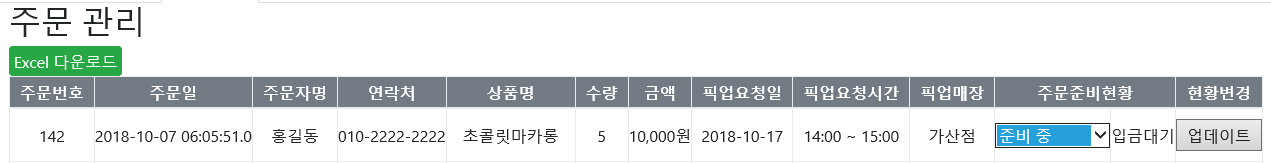 주문 관리
Excel 다운로드
주문번호 주문일 주문자명 연락처 상품명 수량 금액 픽업요청일 픽업요청시간 픽업매장 주문준비현황 현황변경
142 2018-10-07 06:05:51.0 홍길동 010-2222-2222 초콜릿마카롱 5 10,000원 2018-10-17 14:00 ~ 15:00 가산점 준비 중 입금대기 업데이트